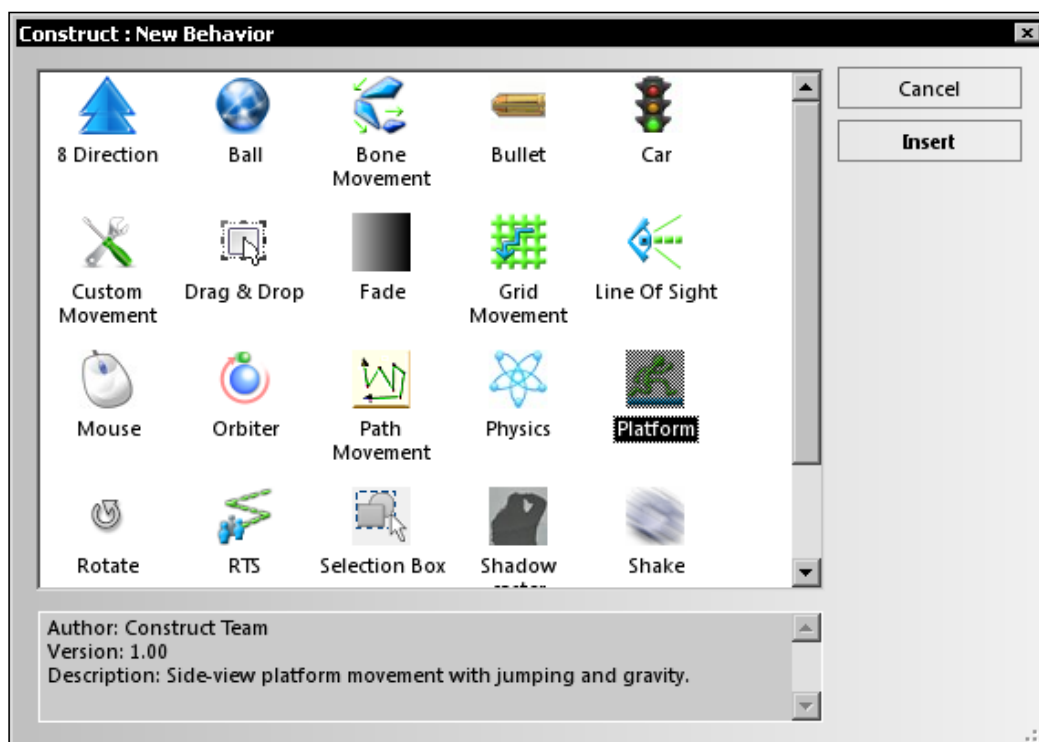 Construct : New Behavior
Cancel
Insert
8 Direction
Ball
Bone
Movement
Bullet
Car
Custom
Movement
Drag & Drop
Fade
Grid
Movement
Line Of Sight
Mouse
Orbiter
Path
Movement
Physics
Platform
Rotate
RTS
Selection Box
Shadow
Shake
Author: Construct Team
Version: 1.00
Description: Side-view platform movement with jumping and gravity.